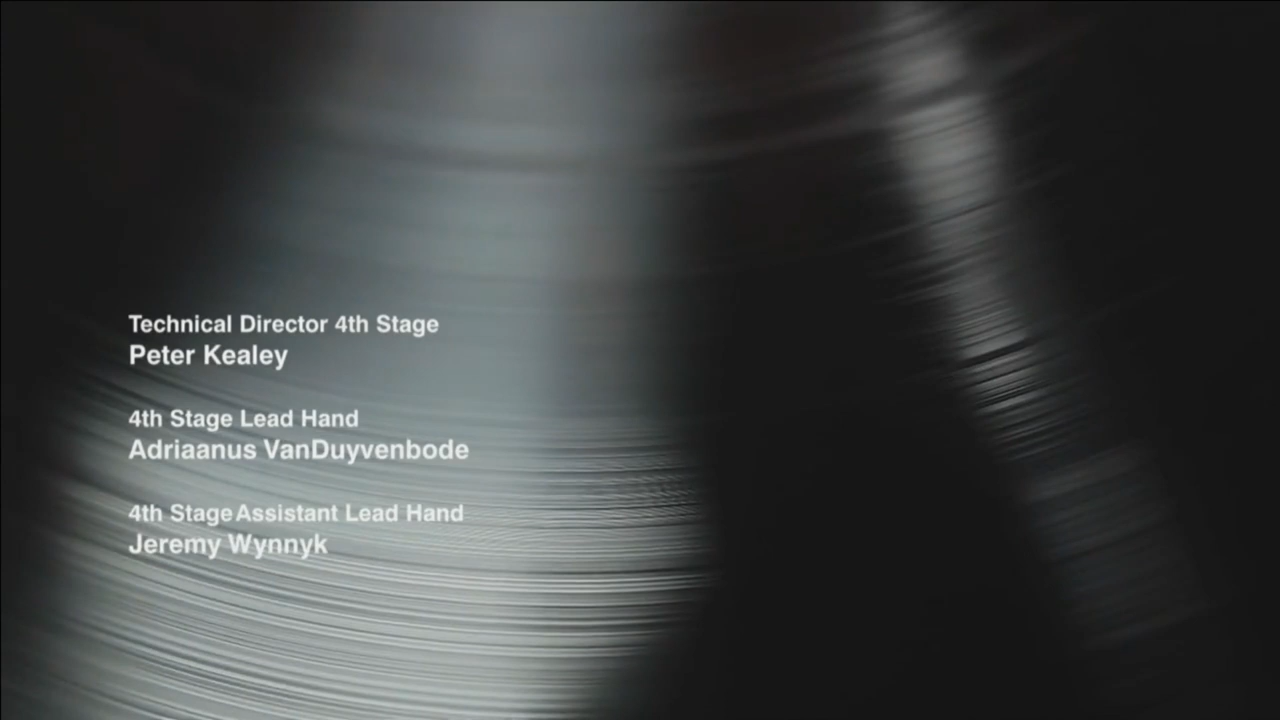 Technical Director 4th Stage
Peter Kealey
4th Stage Lead Hand
Adriaanus VanDuyvenbode
4th Stage Assistant Lead Hand
Jeremy Wynnyk